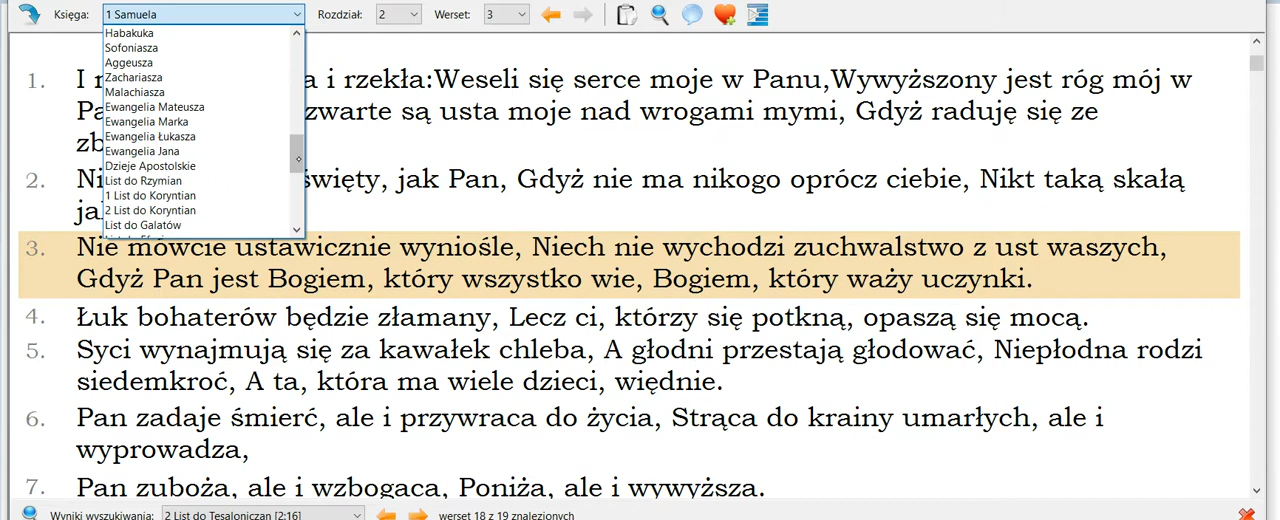 Księga: 1 Samuela Rozdział: 2 Werset: 3
Habakuka
Sofoniasza
Aggeusza
Zachariasza
Malachiasza
Ewangelia Mateusza
Ewangelia Marka
Ewangelia Łukasza
Ewangelia Jana
Dzieje Apostolskie
List do Rzymian
1 List do Koryntian
2 List do Koryntian
List do Galatów
1. I a i rzekła:Weseli się serce moje w Panu,Wywyższony jest róg mój w
Pa zwarte są usta moje nad wrogami mymi, Gdyż raduję się ze
zb
2. Ni święty, jak Pan, Gdyż nie ma nikogo oprócz ciebie, Nikt taką skałą
jak
3. Nie mówcie ustawicznie wyniośle, Niech nie wychodzi zuchwalstwo z ust waszych,
Gdyż Pan jest Bogiem, który wszystko wie, Bogiem, który waży uczynki.
4. Łuk bohaterów będzie złamany, Lecz ci, którzy się potkną, opaszą się mocą.
5. Syci wynajmują się za kawałek chleba, A głodni przestają głodować, Niepłodna rodzi
siedemkroć, A ta, która ma wiele dzieci, więdnie.
6. Pan zadaje śmierć, ale i przywraca do życia, Strąca do krainy umarłych, ale i
wyprowadza,
7. Pan zuboża, ale i wzbogaca, Poniża, ale i wywyższa.
Wyniki wyszukiwania: 2 List do Tesaloniczan [2:16] werset 18 z 19 znalezionych